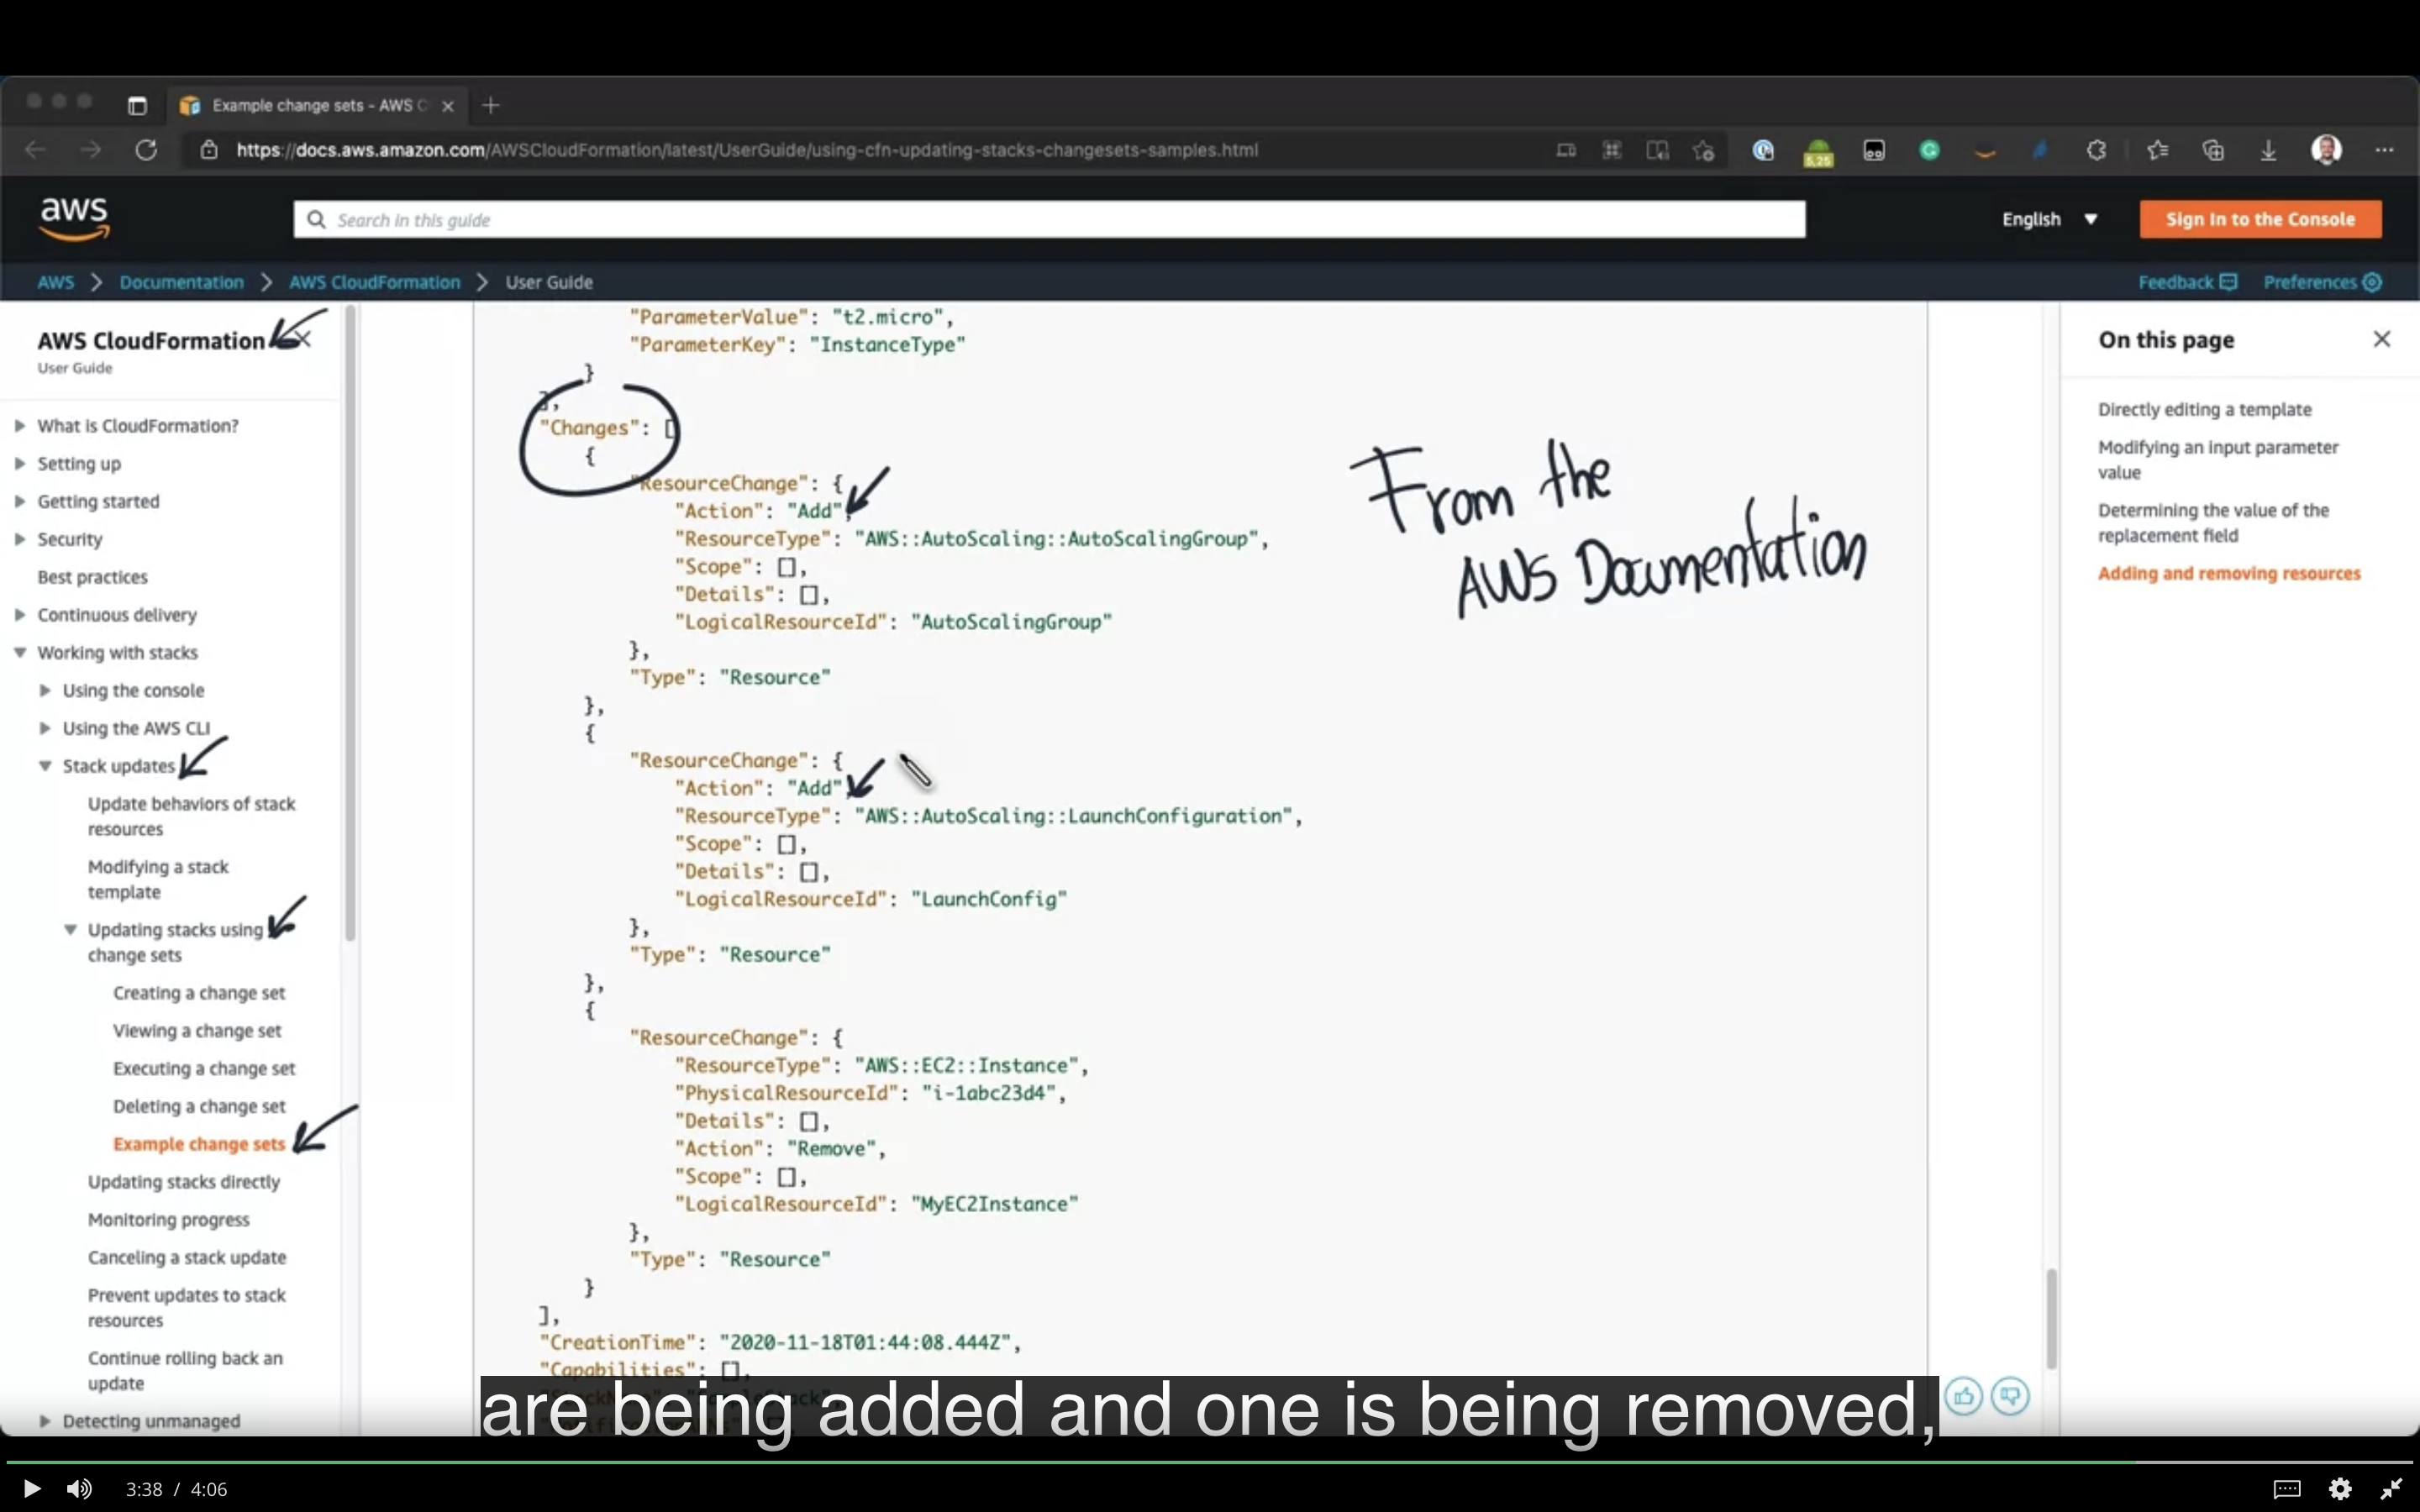 Example change sets - AWS C
https://docs.aws.amazon.com/AWSCloudFormation/latest/UserGuide/using-cfn-updating-stacks-changesets-samples.html
5,25
aws
Search in this guide
English
Sign In to the Console
AWS > Documentation > AWS CloudFormation > User Guide
Feedback
Preferences
AWS CloudFormation
User Guide
What is CloudFormation?
Setting up
Getting started
Security
Best practices
Continuous delivery
Working with stacks
Using the console
Using the AWS CLI
Stack updates
Update behaviors of stack
resources
Modifying a stack
template
Updating stacks using
change sets
Creating a change set
Viewing a change set
Executing a change set
Deleting a change set
Example change sets
Updating stacks directly
Monitoring progress
Canceling a stack update
Prevent updates to stack
resources
Continue rolling back an
update
Detecting unmanaged
"ParameterValue": "t2.micro",
"ParameterKey": "InstanceType"
}
],
"Changes": [
{
"ResourceChange": {
"Action": "Add",
"ResourceType": "AWS::AutoScaling::AutoScalingGroup",
"Scope": [],
"Details": [],
"LogicalResourceId": "AutoScalingGroup"
},
"Type": "Resource"
},
{
"ResourceChange": {
"Action": "Add",
"ResourceType": "AWS::AutoScaling::LaunchConfiguration",
"Scope": [],
"Details": [],
"LogicalResourceId": "LaunchConfig"
},
"Type": "Resource"
},
{
"ResourceChange": {
"ResourceType": "AWS::EC2::Instance",
"PhysicalResourceId": "i-1abc23d4",
"Details": [],
"Action": "Remove",
"Scope": [],
"LogicalResourceId": "MyEC2Instance"
},
"Type": "Resource"
}
],
"CreationTime": "2020-11-18T01:44:08.444Z",
"Capabilities": [],
From the
AWS Documentation
On this page
Directly editing a template
Modifying an input parameter
value
Determining the value of the
replacement field
Adding and removing resources
are being added and one is being removed,
3:38 / 4:06